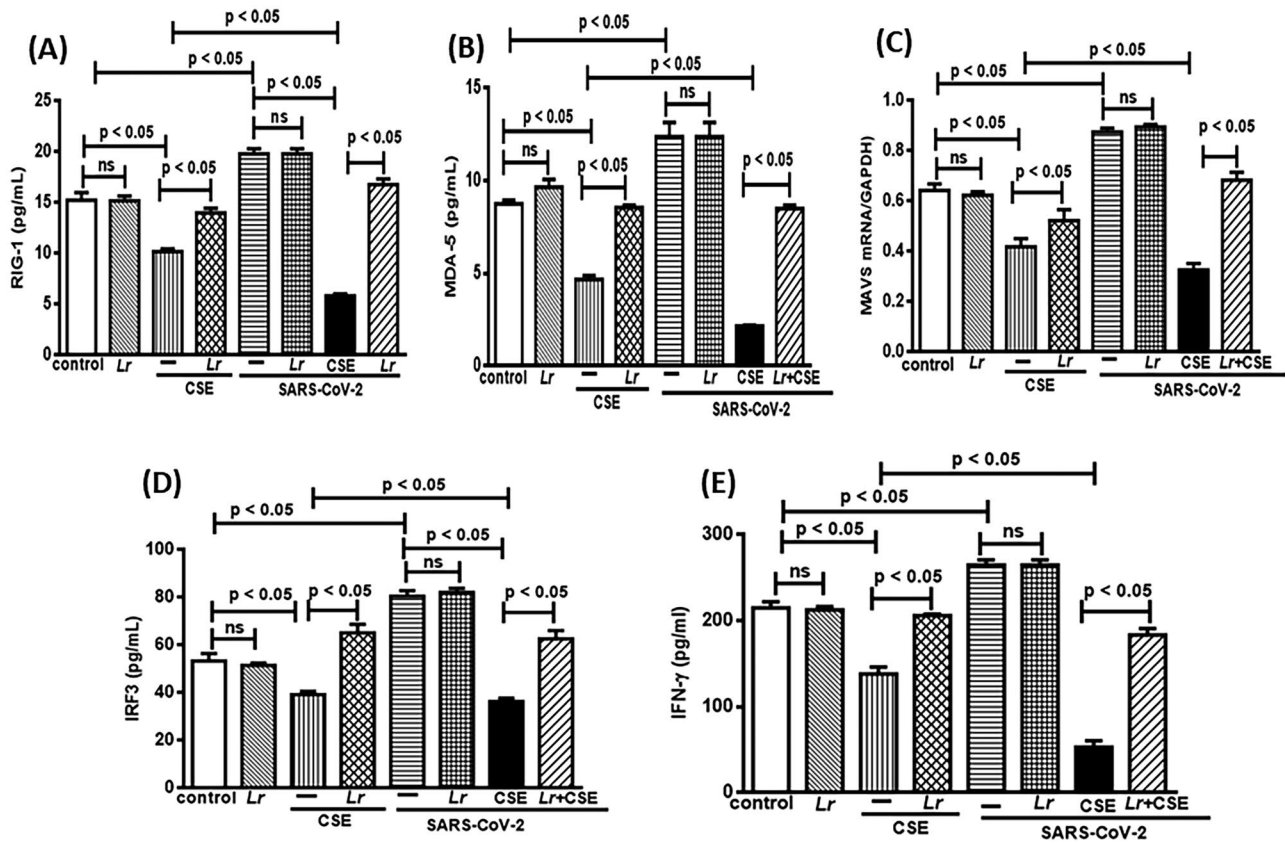 (A)
p < 0.05
p < 0.05
p < 0.05
p < 0.05
ns
p < 0.05
p < 0.05
ns
RIG-1 (pg/mL)
25
20
15
10
5
0
control
Lr
–
Lr
–
Lr
CSE
Lr
CSE
SARS-CoV-2
(B)
p < 0.05
p < 0.05
ns
p < 0.05
p < 0.05
p < 0.05
ns
MDA-5 (pg/mL)
15
10
5
0
control
Lr
–
Lr
–
Lr
CSE
Lr+CSE
CSE
SARS-CoV-2
(C)
p < 0.05
p < 0.05
ns
p < 0.05
p < 0.05
ns
p < 0.05
MAVS mRNA/GAPDH)
1.0
0.8
0.6
0.4
0.2
0.0
control
Lr
–
Lr
–
Lr
CSE
Lr+CSE
CSE
SARS-CoV-2
(D)
p < 0.05
p < 0.05
p < 0.05
ns
p < 0.05
p < 0.05
p < 0.05
ns
IRF3 (pg/mL)
100
80
60
40
20
0
control
Lr
–
Lr
–
Lr
CSE
Lr+CSE
CSE
SARS-CoV-2
(E)
p < 0.05
p < 0.05
p < 0.05
ns
ns
p < 0.05
p < 0.05
IFN-γ (pg/ml)
300
200
100
0
control
Lr
–
Lr
–
Lr
CSE
Lr+CSE
CSE
SARS-CoV-2